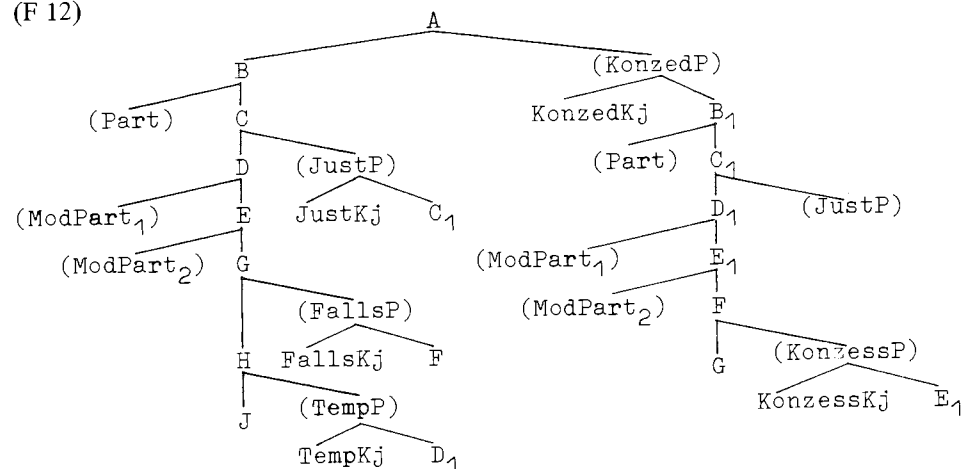 (F 12)
A
B (KonzedP)
(Part) C KonzedKj B₁
(Part) C₁
D (JustP)
(ModPart₁) E JustKj C₁ D₁ (JustP)
(ModPart₂) G (ModPart₁) E₁
(FallsP) (ModPart₂) F
H FallsKj F G (KonzessP)
J (TempP) KonzessKj E₁
TempKj D₁